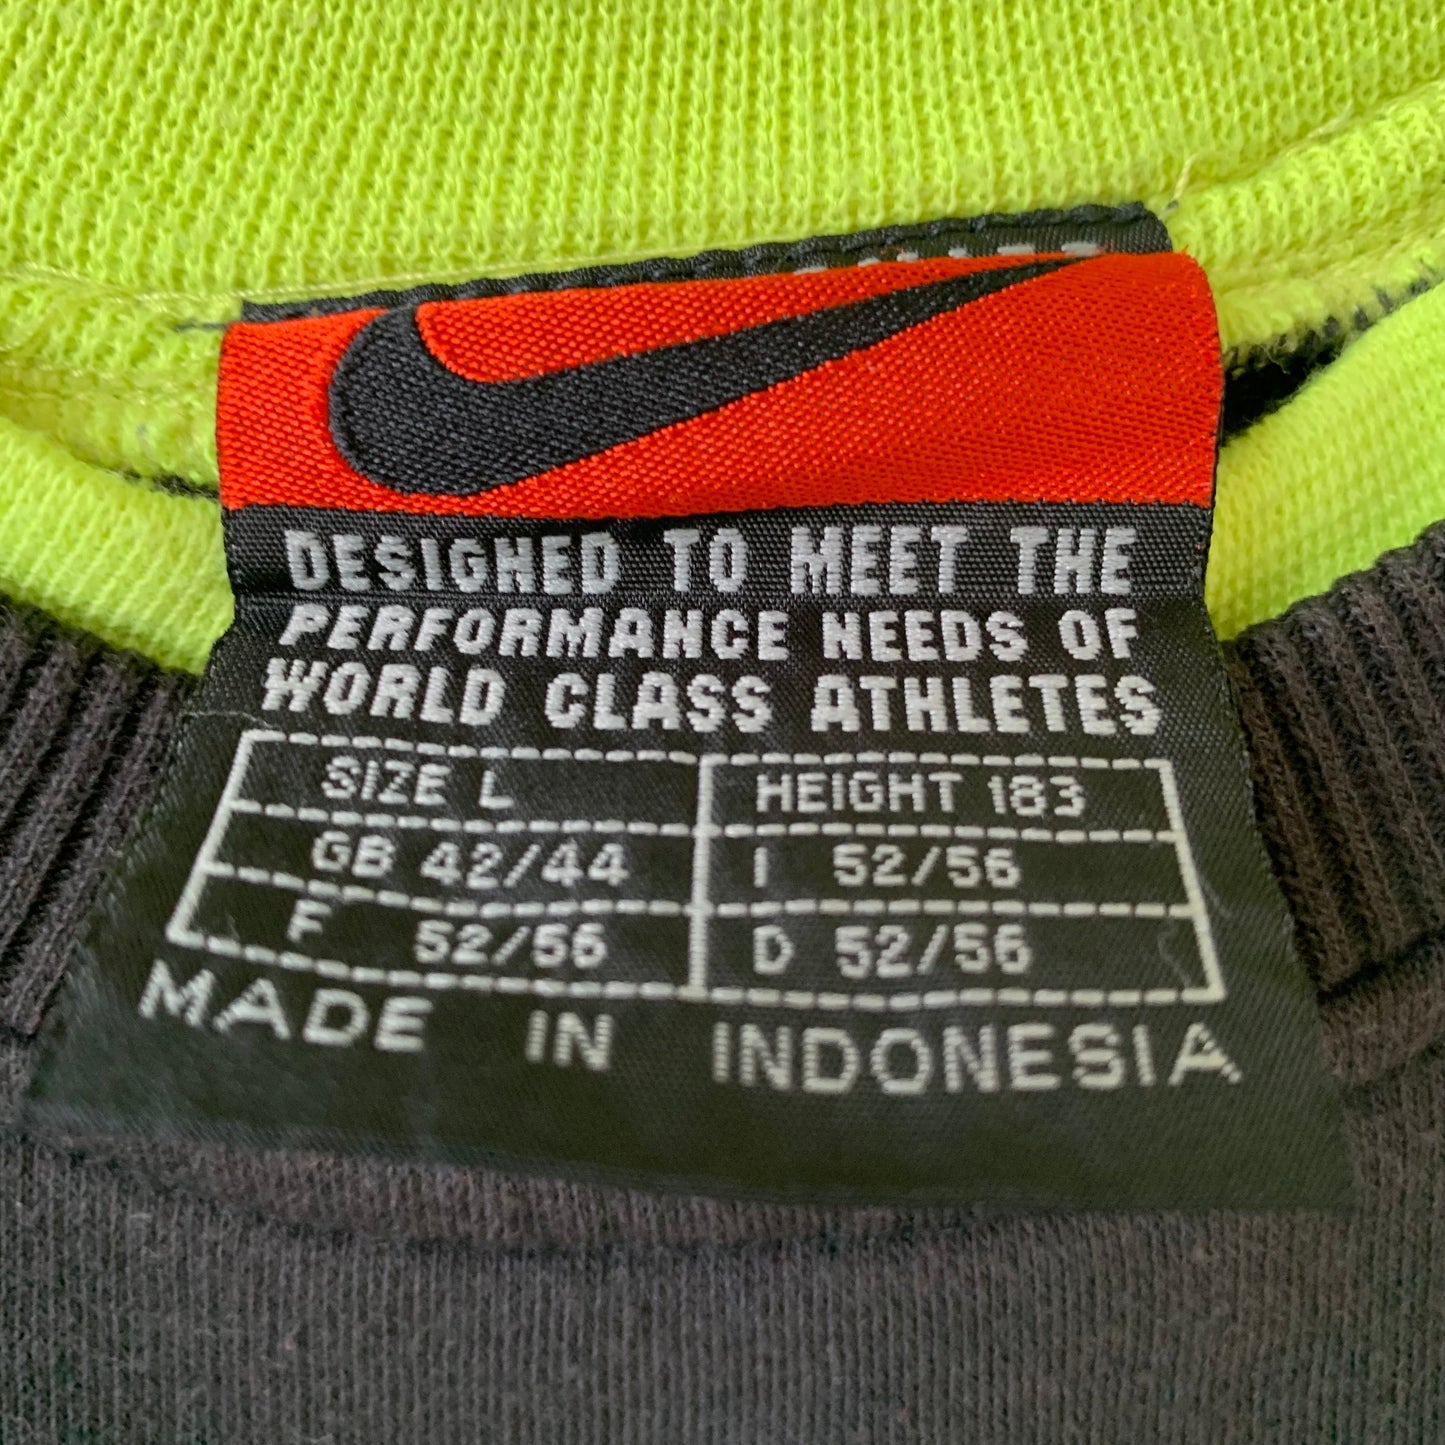 DESIGNED TO MEET THE
PERFORMANCE NEEDS OF
WORLD CLASS ATHLETES
SIZE L HEIGHT 183
GB 42/44 I 52/56
F 52/56 D 52/56
MADE IN INDONESIA